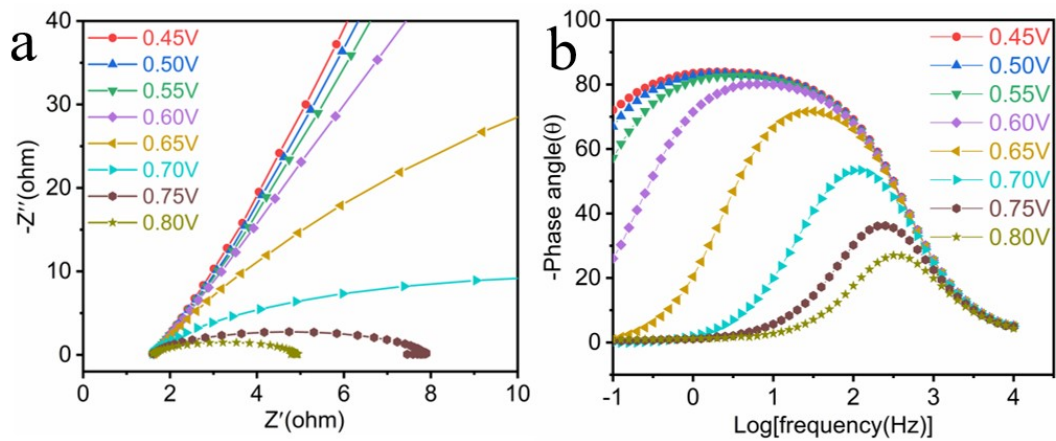 a
40
30
20
10
0
-Z''(ohm)
0.45V
0.50V
0.55V
0.60V
0.65V
0.70V
0.75V
0.80V
0 2 4 6 8 10
Z'(ohm)
b
100
80
60
40
20
0
-Phase angle(θ)
0.45V
0.50V
0.55V
0.60V
0.65V
0.70V
0.75V
0.80V
-1 0 1 2 3 4
Log[frequency(Hz)]